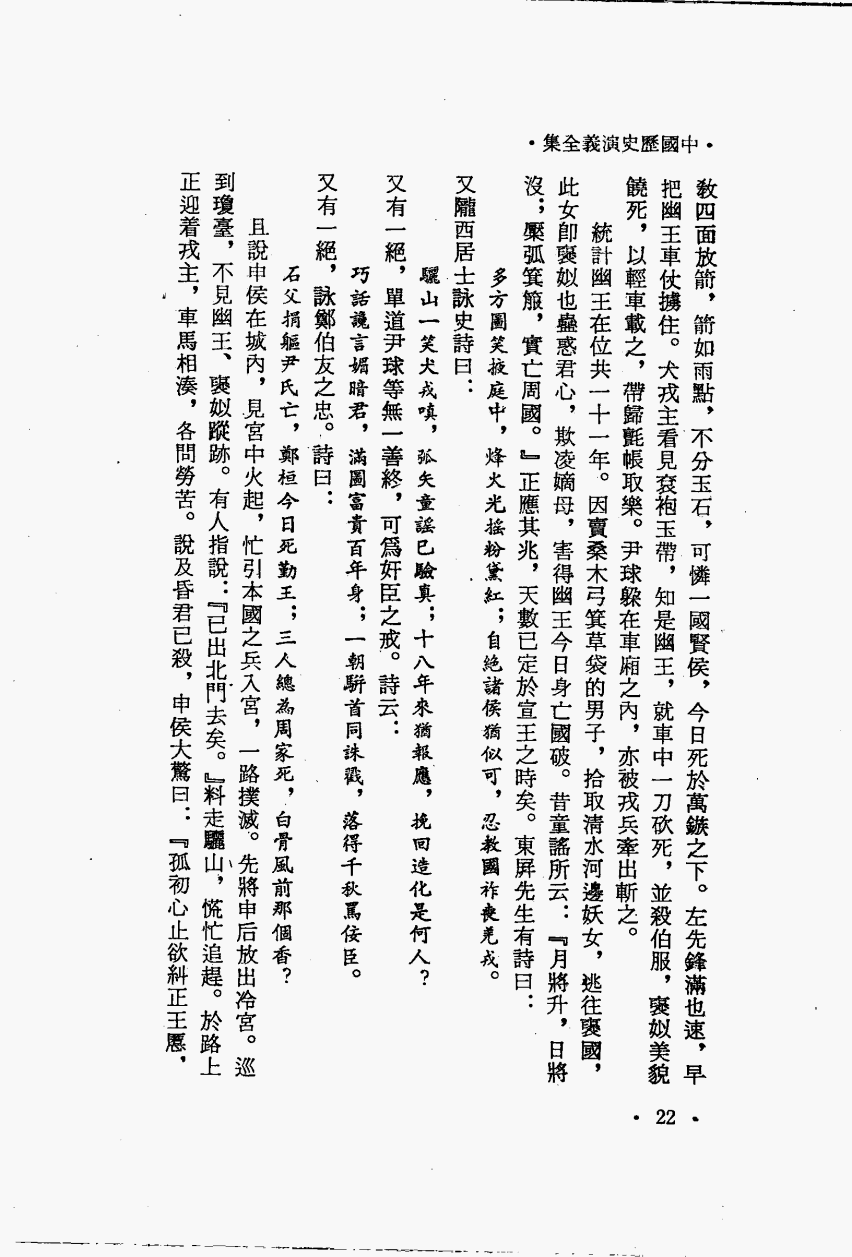 ·中國歷史演義全集·
敎四面放箭，箭如雨點，不分玉石，可憐一國賢侯，今日死於萬鏃之下。左先鋒滿也速，早
把幽王車仗擄住。犬戎主看見袞袍玉帶，知是幽王，就車中一刀砍死，並殺伯服，襃姒美貌
饒死，以輕車載之，帶歸氈帳取樂。尹球躱在車廂之內，亦被戎兵牽出斬之。
統計幽王在位共一十一年。因賣桑木弓箕草袋的男子，拾取清水河邊妖女，逃往襃國，
此女卽襃姒也蠱惑君心，欺凌嫡母，害得幽王今日身亡國破。昔童謠所云：『月將升，日將
沒；檿弧箕箙，實亡周國。』正應其兆，天數已定於宣王之時矣。東屏先生有詩曰：
多方圖笑掖庭中，烽火光搖粉黛紅；自絕諸侯猶似可，忍教國祚喪羌戎。
又隴西居士詠史詩曰：
驪山一笑犬戎嗔，弧矢童謠已驗真；十八年來猶報應，挽回造化是何人？
又有一絕，單道尹球等無一善終，可爲奸臣之戒。詩云：
巧話讒言媚暗君，滿圖富貴百年身；一朝駢首同誅戮，落得千秋罵佞臣。
又有一絕，詠鄭伯友之忠。詩曰：
石父捐軀尹氏亡，鄭桓今日死勤王；三人總為周家死，白骨風前那個香？
且說申侯在城內，見宮中火起，忙引本國之兵入宮，一路撲滅。先將申后放出冷宮。巡
到瓊臺，不見幽王、襃姒蹤跡。有人指說：『已出北門去矣。』料走驪山，慌忙追趕。於路上
正迎着戎主，車馬相湊，各問勞苦。說及昏君已殺，申侯大驚曰：『孤初心止欲糾正王慝，
·22·